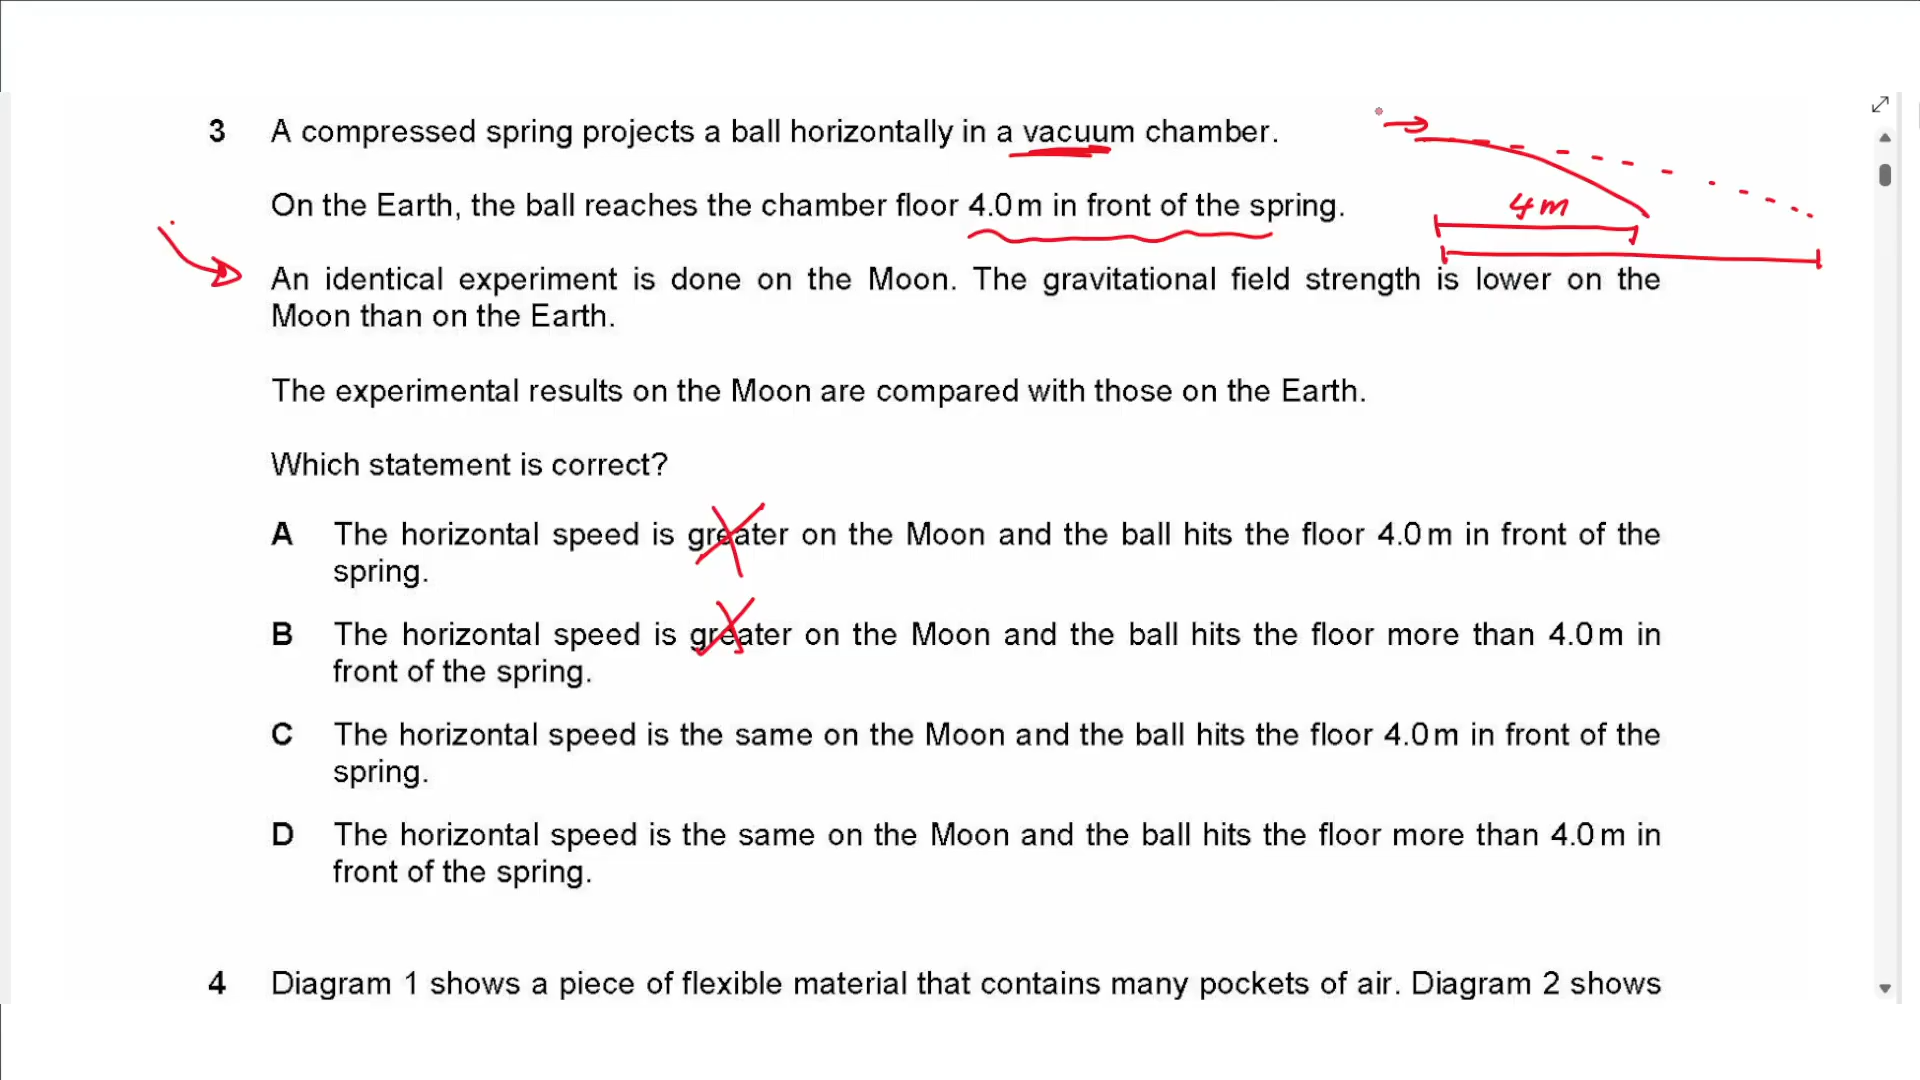 3 A compressed spring projects a ball horizontally in a vacuum chamber.
On the Earth, the ball reaches the chamber floor 4.0 m in front of the spring.
4m
An identical experiment is done on the Moon. The gravitational field strength is lower on the
Moon than on the Earth.
The experimental results on the Moon are compared with those on the Earth.
Which statement is correct?
A The horizontal speed is greater on the Moon and the ball hits the floor 4.0 m in front of the
spring.
B The horizontal speed is greater on the Moon and the ball hits the floor more than 4.0 m in
front of the spring.
C The horizontal speed is the same on the Moon and the ball hits the floor 4.0 m in front of the
spring.
D The horizontal speed is the same on the Moon and the ball hits the floor more than 4.0 m in
front of the spring.
4 Diagram 1 shows a piece of flexible material that contains many pockets of air. Diagram 2 shows